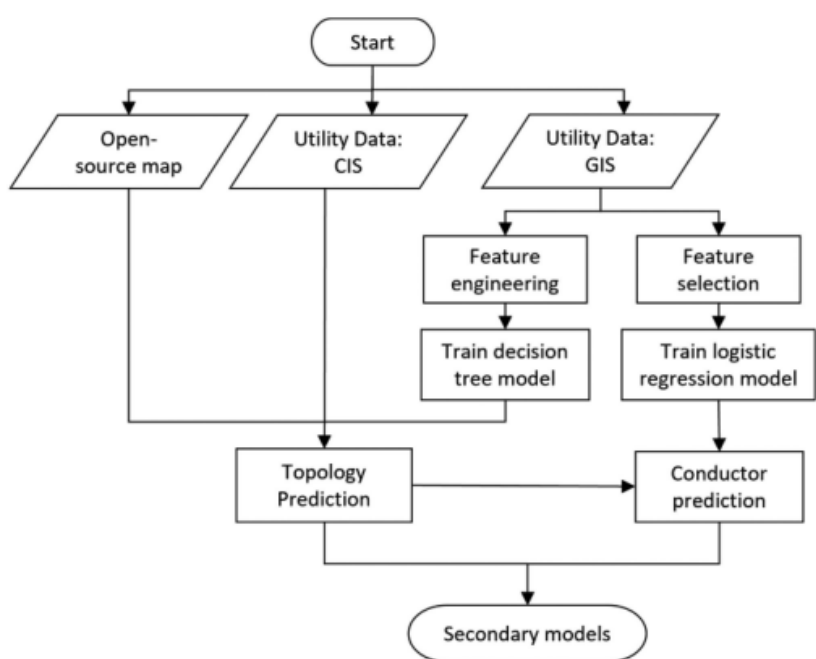 Start
Open-
source map
Utility Data:
CIS
Utility Data:
GIS
Feature
engineering
Feature
selection
Train decision
tree model
Train logistic
regression model
Topology
Prediction
Conductor
prediction
Secondary models